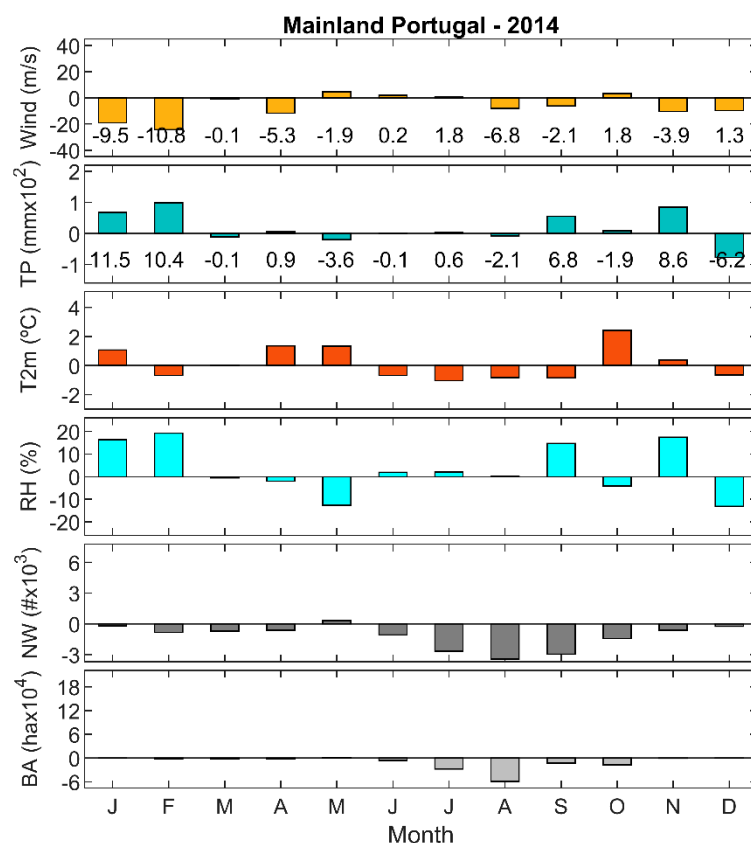 Mainland Portugal - 2014
Wind (m/s)
40
20
0
-20
-40
-9.5 -10.8 -0.1 -5.3 -1.9 0.2 1.8 -6.8 -2.1 1.8 -3.9 1.3
TP (mmx10²)
2
1
0
-1
11.5 10.4 -0.1 0.9 -3.6 -0.1 0.6 -2.1 6.8 -1.9 8.6 -6.2
T2m (ºC)
4
2
0
-2
RH (%)
20
10
0
-10
-20
NW (#x10³)
6
3
0
-3
BA (hax10⁴)
18
12
6
0
-6
J F M A M J J A S O N D
Month